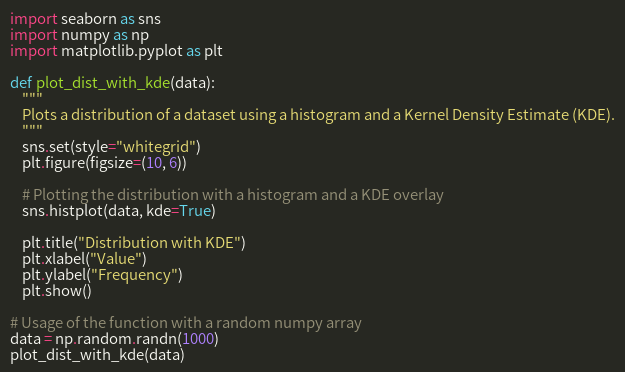 import seaborn as sns
import numpy as np
import matplotlib.pyplot as plt

def plot_dist_with_kde(data):
    """
    Plots a distribution of a dataset using a histogram and a Kernel Density Estimate (KDE).
    """
    sns.set(style="whitegrid")
    plt.figure(figsize=(10, 6))

    # Plotting the distribution with a histogram and a KDE overlay
    sns.histplot(data, kde=True)

    plt.title("Distribution with KDE")
    plt.xlabel("Value")
    plt.ylabel("Frequency")
    plt.show()

# Usage of the function with a random numpy array
data = np.random.randn(1000)
plot_dist_with_kde(data)